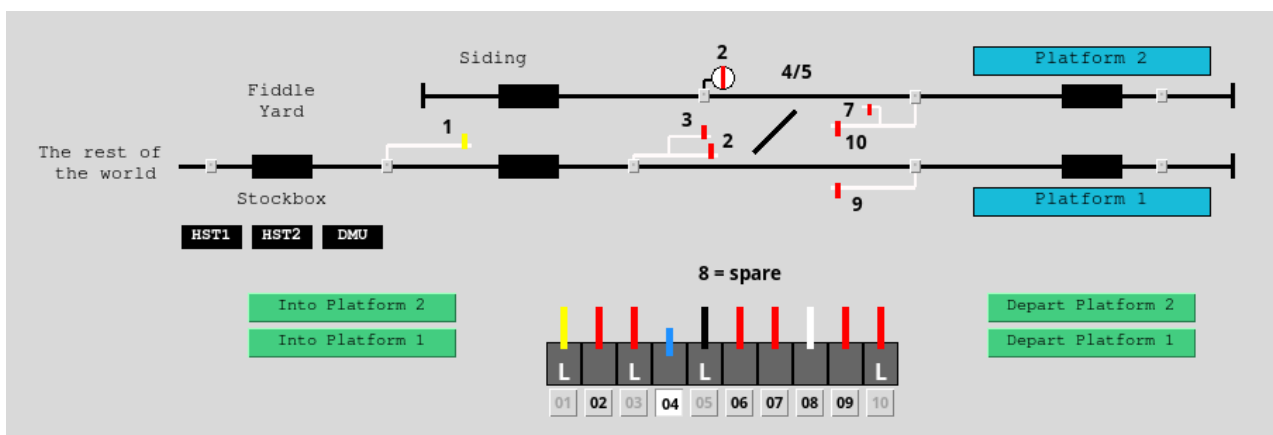 2
Siding
4/5
Platform 2
Fiddle
Yard
1
3
7
2
10
The rest of
the world
9
Stockbox
Platform 1
HST1 HST2 DMU
8 = spare
Into Platform 2
Depart Platform 2
Into Platform 1
Depart Platform 1
L L L L
01 02 03 04 05 06 07 08 09 10